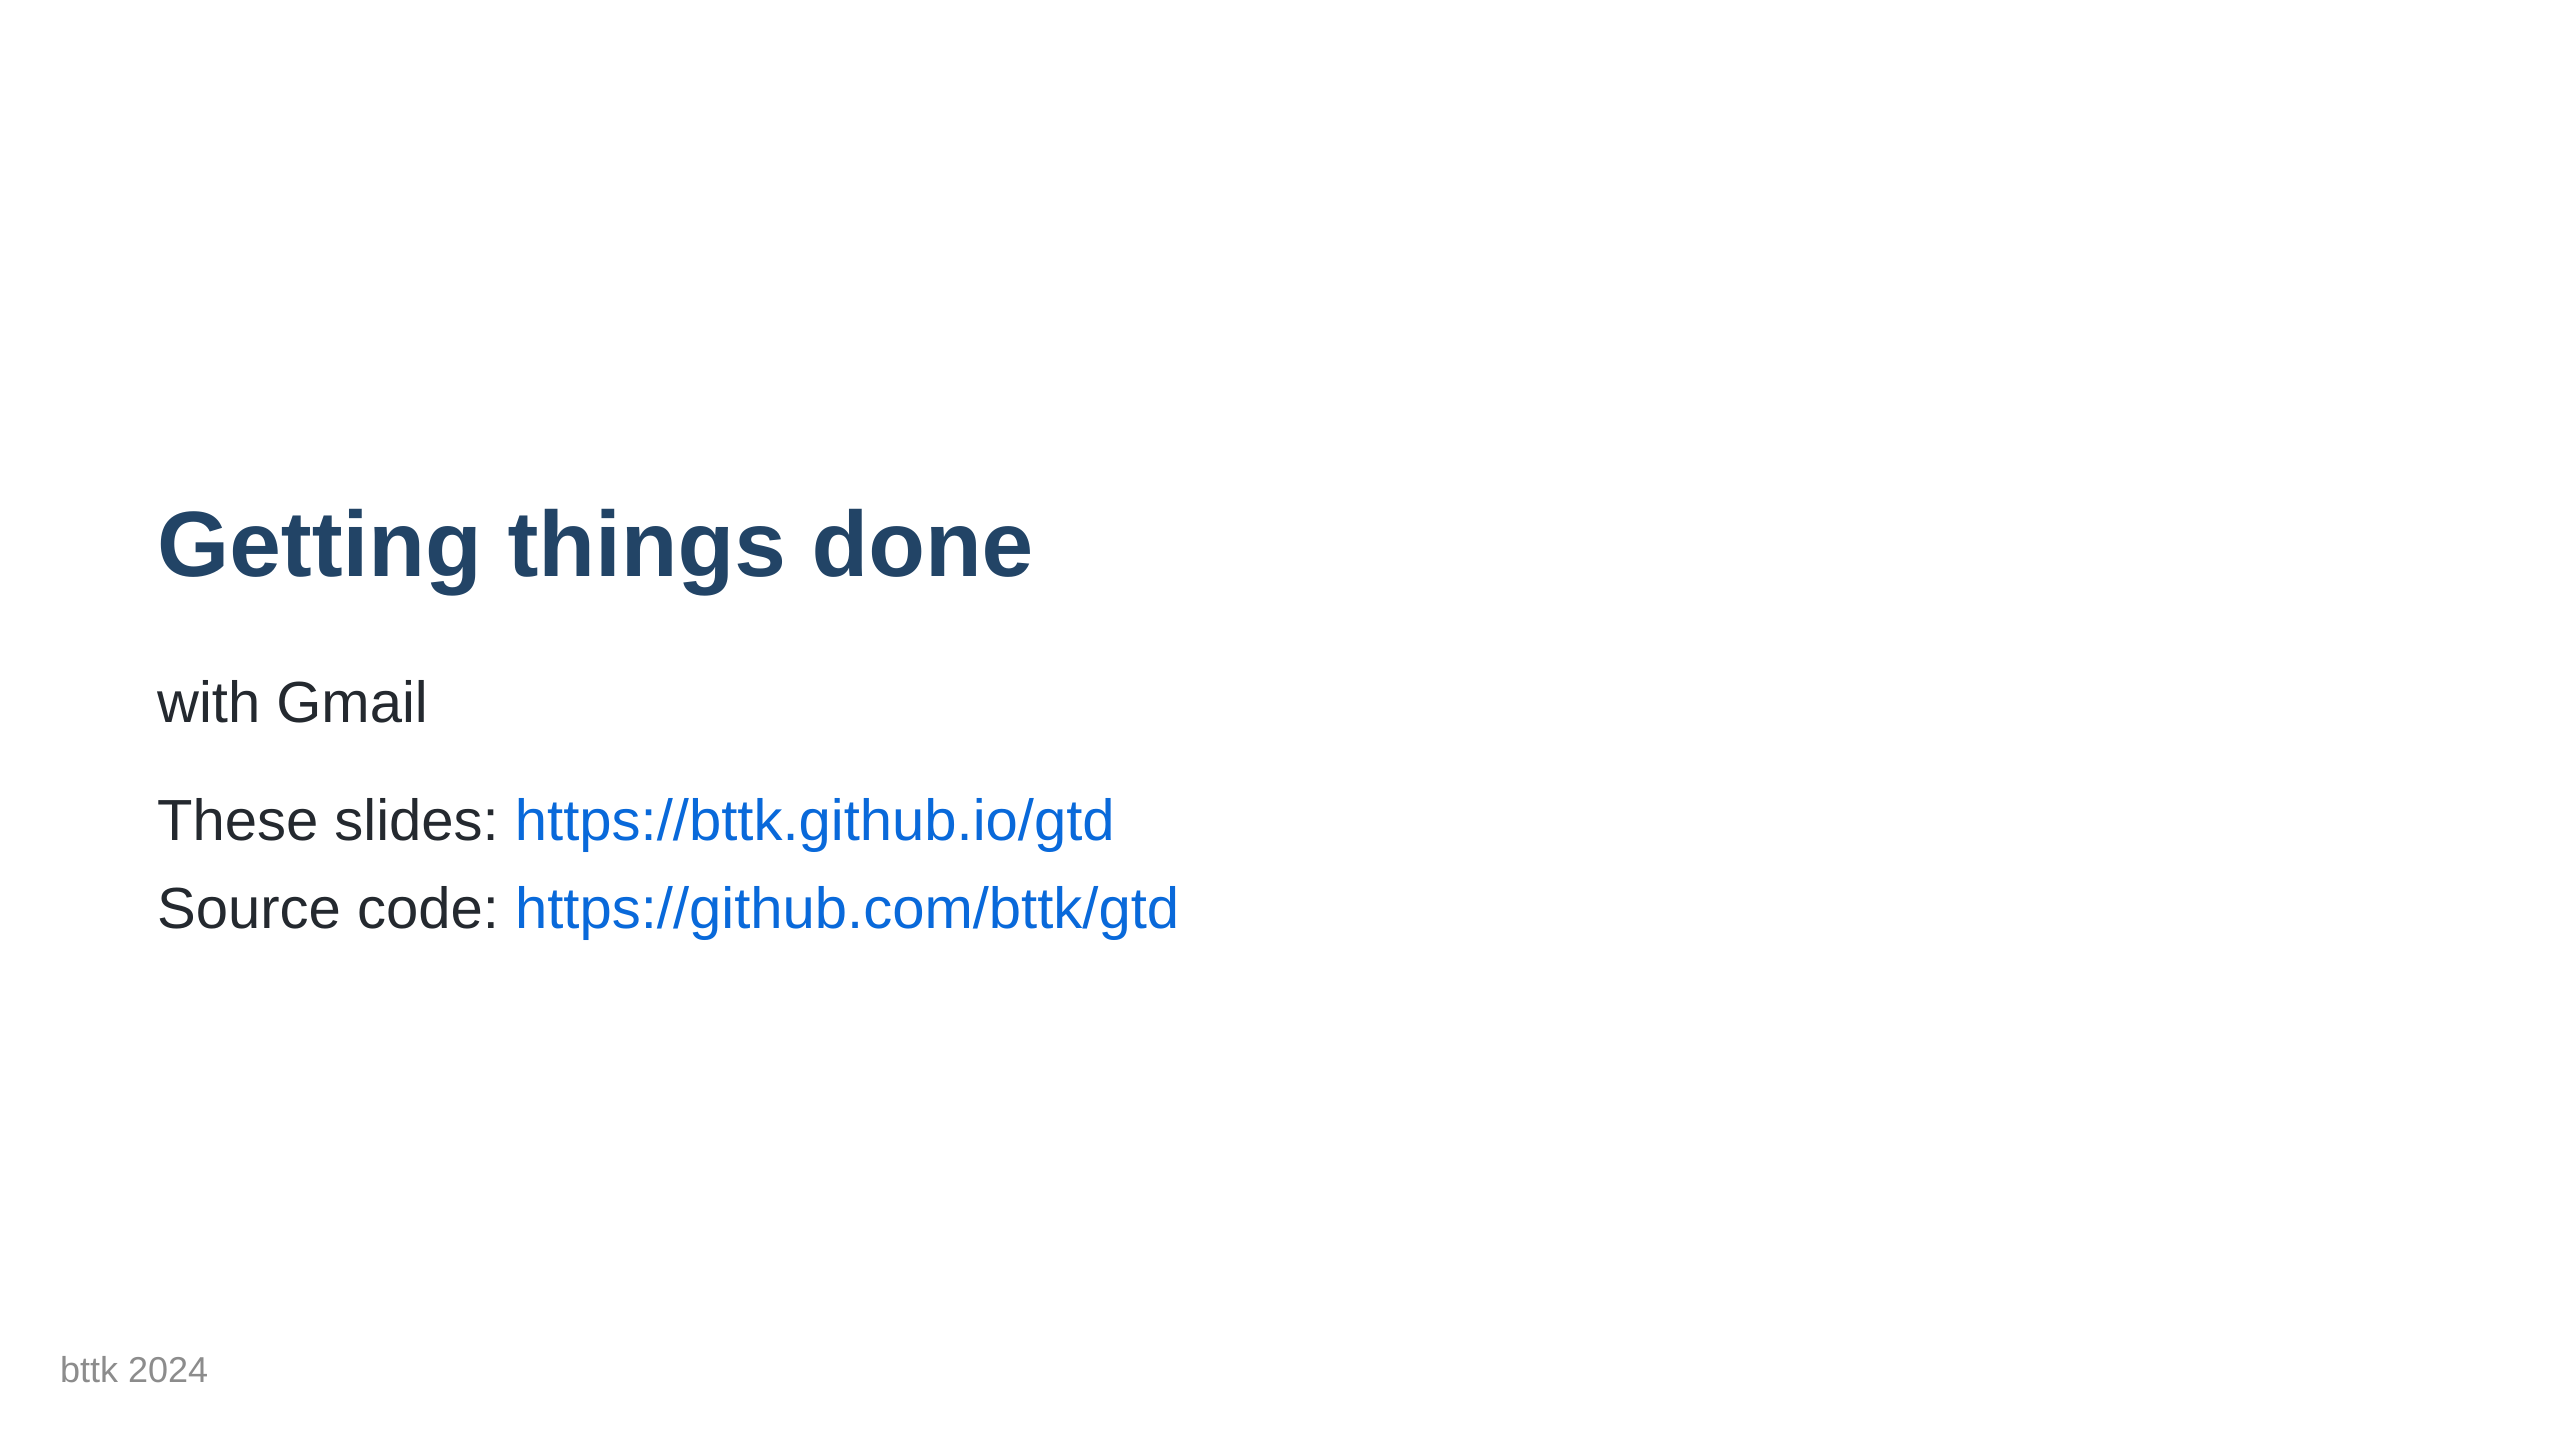 Getting things done
with Gmail
These slides: https://bttk.github.io/gtd
Source code: https://github.com/bttk/gtd
bttk 2024